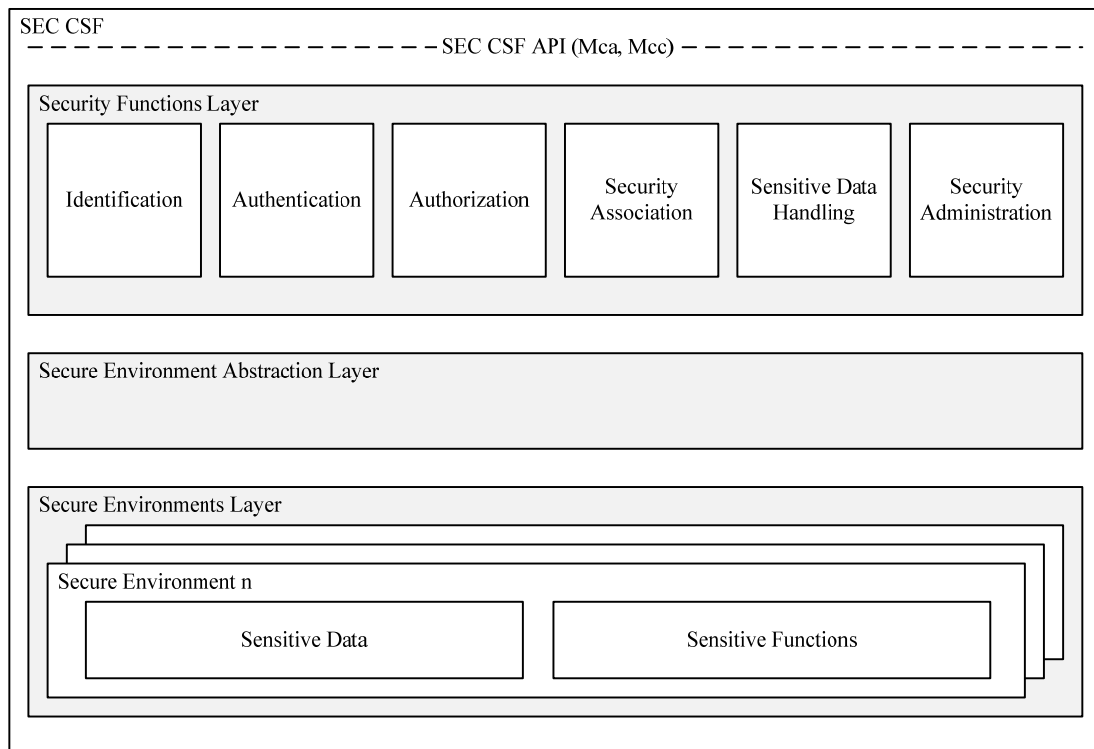 SEC CSF
SEC CSF API (Mca, Mcc)
Security Functions Layer
Identification
Authentication
Authorization
Security
Association
Sensitive Data
Handling
Security
Administration
Secure Environment Abstraction Layer
Secure Environments Layer
Secure Environment n
Sensitive Data
Sensitive Functions